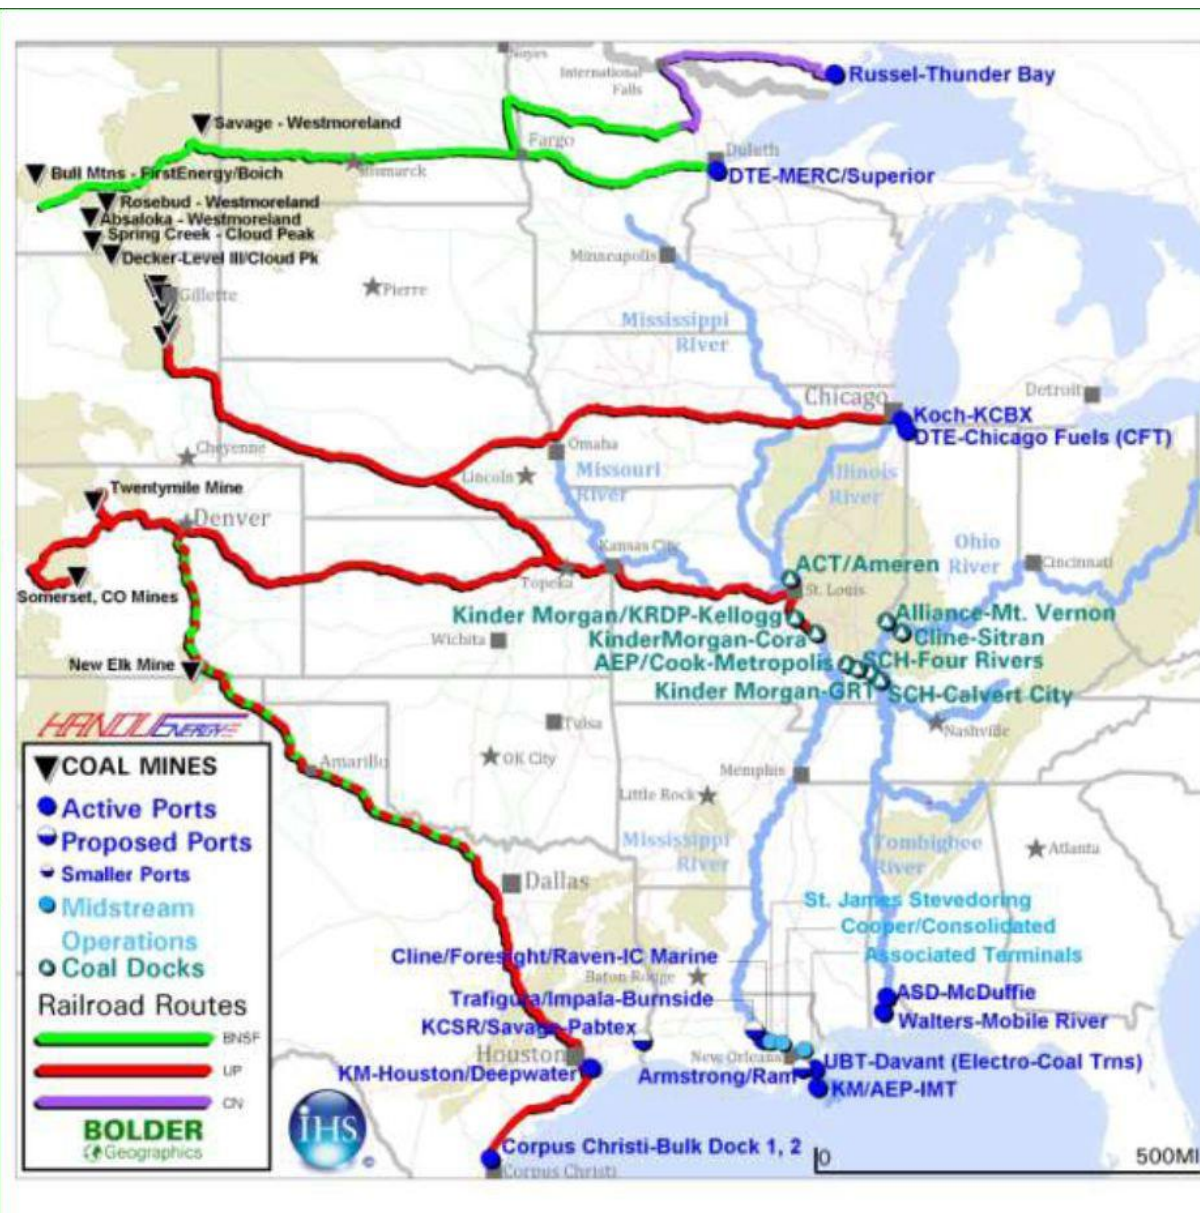 Noyes
International
Falls
Russel-Thunder Bay
Savage - Westmoreland
Fargo
Duluth
Bismarck
Bull Mtns - FirstEnergy/Boich
DTE-MERC/Superior
Rosebud - Westmoreland
Absaloka - Westmoreland
Spring Creek - Cloud Peak
Decker-Level III/Cloud Pk
Minneapolis
Gillette
Pierre
Mississippi
River
Chicago
Detroit
Koch-KCBX
DTE-Chicago Fuels (CFT)
Cheyenne
Omaha
Lincoln
Missouri
River
Illinois
River
Twentymile Mine
Denver
Kansas City
Ohio
River
Cincinnati
Topeka
ACT/Ameren
St. Louis
Somerset, CO Mines
Kinder Morgan/KRDP-Kellogg
Alliance-Mt. Vernon
Wichita
KinderMorgan-Cora
Cline-Sitran
New Elk Mine
AEP/Cook-Metropolis
SCH-Four Rivers
Kinder Morgan-GRT
SCH-Calvert City
Tulsa
Nashville
OK City
Amarillo
Memphis
Little Rock
Mississippi
River
Tombigbee
River
Atlanta
Dallas
St. James Stevedoring
Cooper/Consolidated
Associated Terminals
Cline/Foresight/Raven-IC Marine
Baton Rouge
Trafigura/Impala-Burnside
ASD-McDuffie
KCSR/Savage-Pabtex
Walters-Mobile River
Houston
New Orleans
UBT-Davant (Electro-Coal Trns)
KM-Houston/Deepwater
Armstrong/Ram
KM/AEP-IMT
Corpus Christi-Bulk Dock 1, 2
Corpus Christi
0
500MI
ENERGY
COAL MINES
Active Ports
Proposed Ports
Smaller Ports
Midstream
Operations
Coal Docks
Railroad Routes
BNSF
UP
CN
BOLDER
Geographics
IHS
©